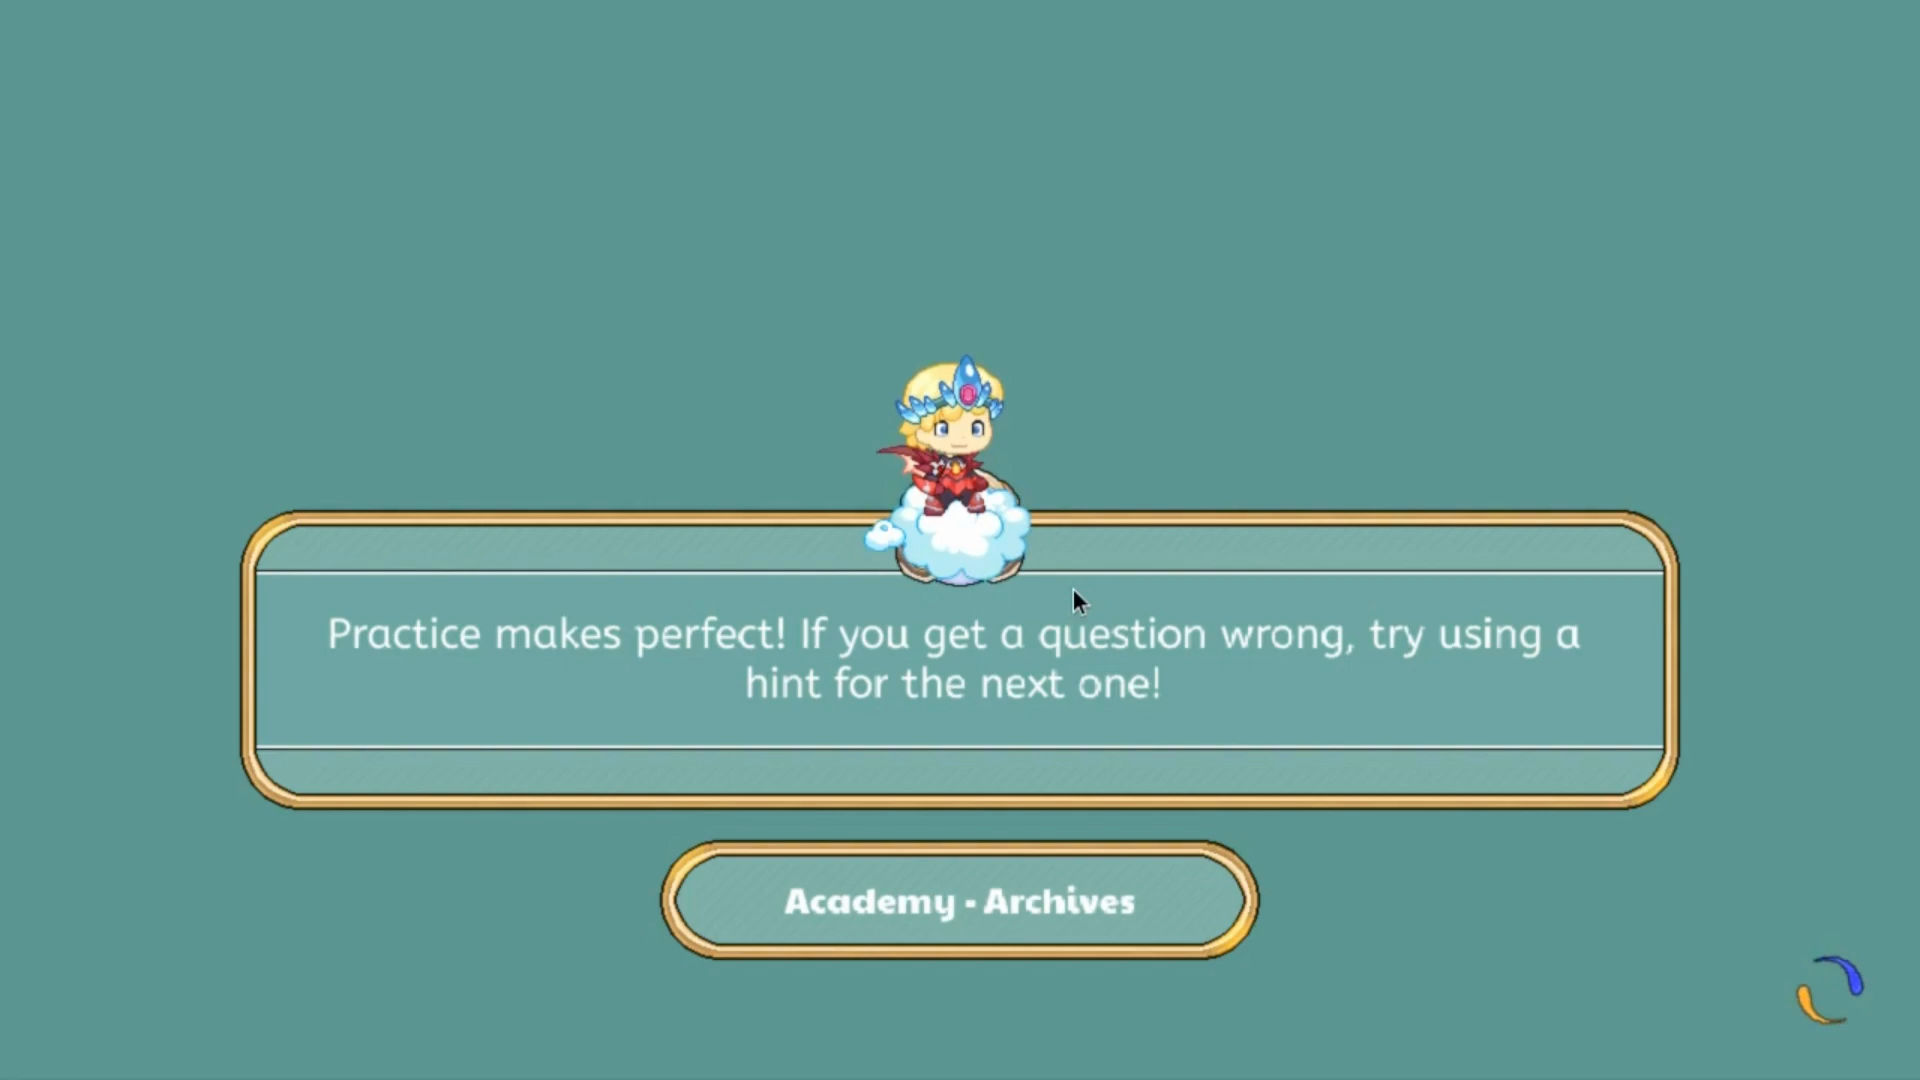 Practice makes perfect! If you get a question wrong, try using a
hint for the next one!
Academy - Archives